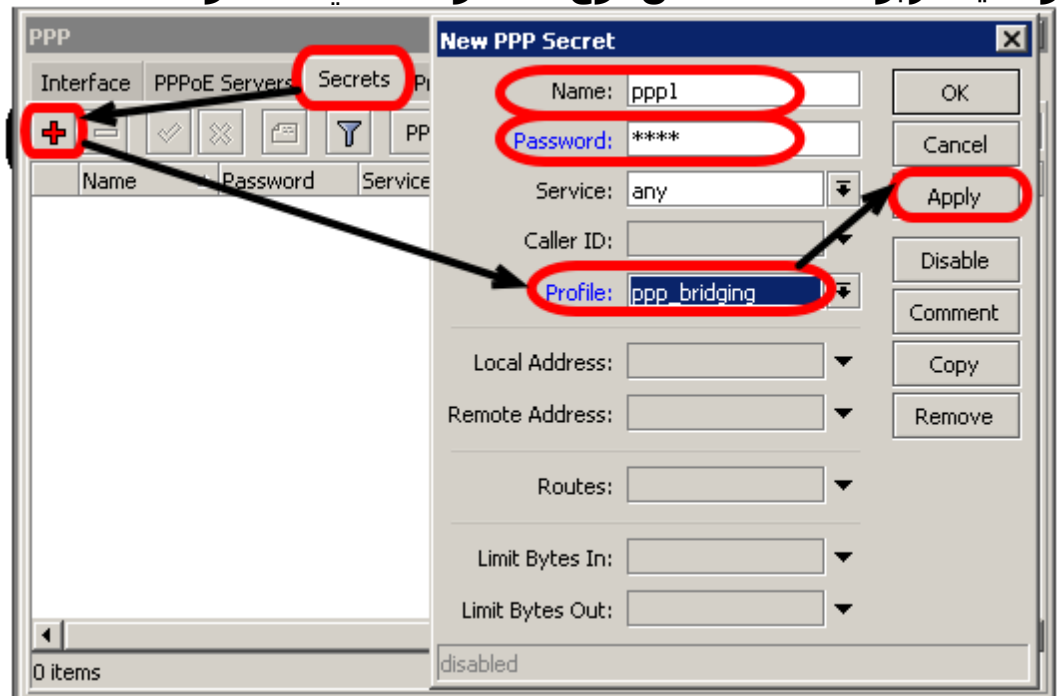 PPP
Interface PPPoE Servers Secrets
PP
Name Password Service
0 items
New PPP Secret
Name: ppp1
Password: ****
Service: any
Caller ID:
Profile: ppp_bridging
Local Address:
Remote Address:
Routes:
Limit Bytes In:
Limit Bytes Out:
disabled
OK
Cancel
Apply
Disable
Comment
Copy
Remove